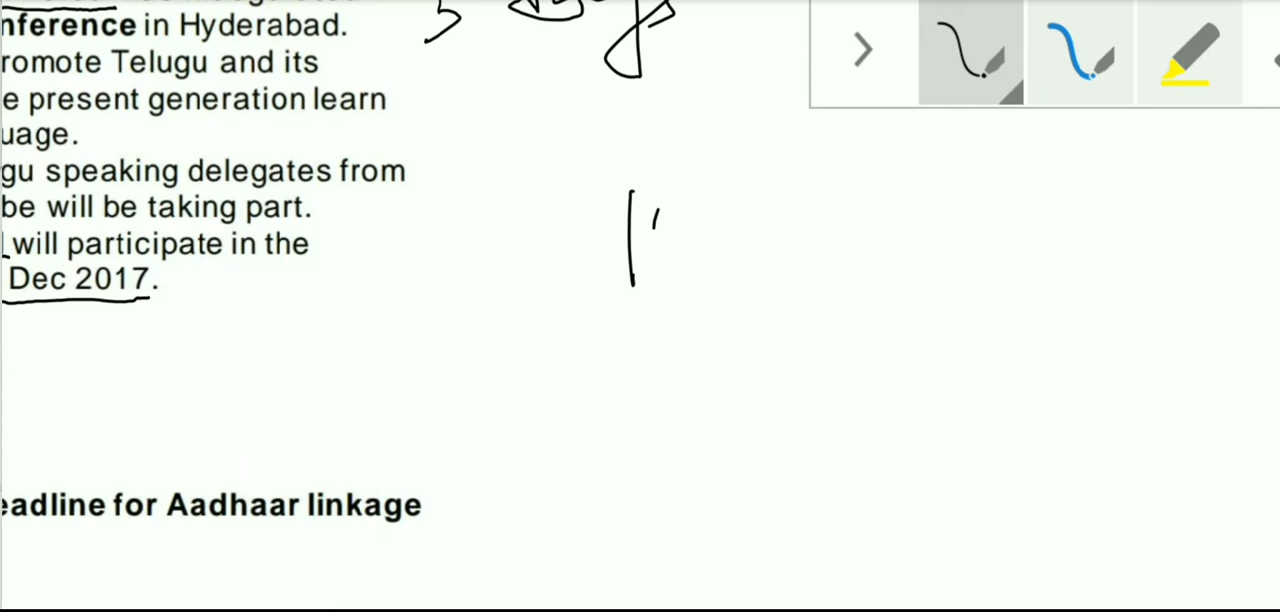 nference in Hyderabad.
romote Telugu and its
e present generation learn
uage.
gu speaking delegates from
be will be taking part.
will participate in the
Dec 2017.
eadline for Aadhaar linkage